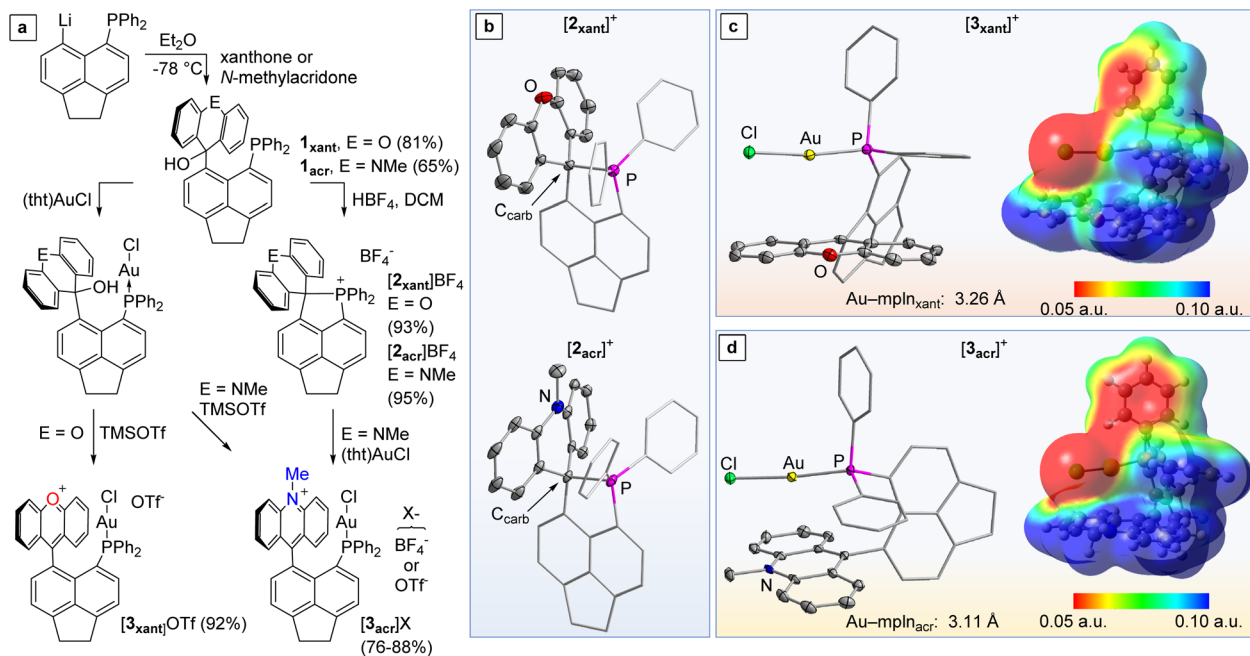 a
Li
PPh2
Et2O
-78 °C
xanthone or
N-methylacridone
E
HO
PPh2
1xant, E = O (81%)
1acr, E = NMe (65%)
(tht)AuCl
HBF4, DCM
E
OH
Cl
Au
PPh2
BF4-
+
PPh2
[2xant]BF4
E = O
(93%)
[2acr]BF4
E = NMe
(95%)
E = NMe
TMSOTf
E = O
TMSOTf
E = NMe
(tht)AuCl
O+
Cl
Au
PPh2
OTf-
[3xant]OTf (92%)
Me
N+
Cl
Au
PPh2
X-
BF4-
or
OTf-
[3acr]X
(76-88%)
b
[2xant]+
O
P
Ccarb
[2acr]+
N
P
Ccarb
c
[3xant]+
Cl
Au
P
O
Au–mplnxant: 3.26 Å
0.05 a.u.
0.10 a.u.
d
[3acr]+
Cl
Au
P
N
Au–mplnacr: 3.11 Å
0.05 a.u.
0.10 a.u.